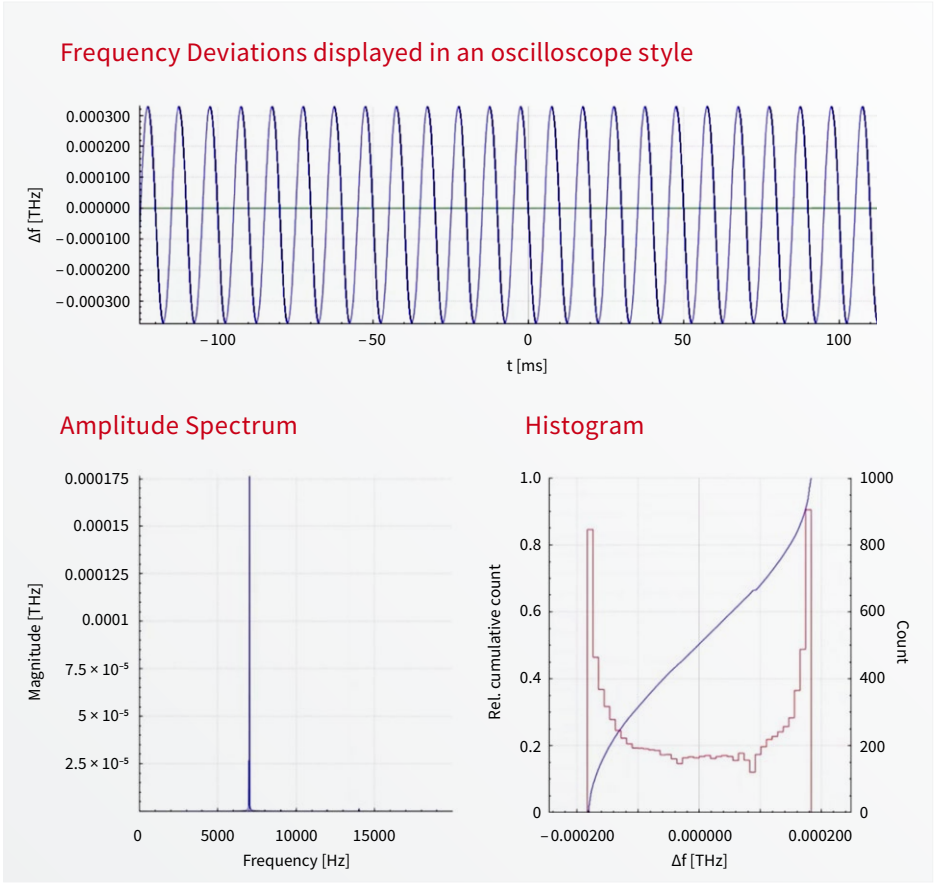 Frequency Deviations displayed in an oscilloscope style
0.000300
0.000200
0.000100
0.000000
−0.000100
−0.000200
−0.000300
Δf [THz]
−100 −50 0 50 100
t [ms]
Amplitude Spectrum
0.000175
0.00015
0.000125
0.0001
7.5 × 10⁻⁵
5 × 10⁻⁵
2.5 × 10⁻⁵
Magnitude [THz]
0 5000 10000 15000
Frequency [Hz]
Histogram
1.0 1000
0.8 800
0.6 600
0.4 400
0.2 200
0 0
Rel. cumulative count
Count
−0.000200 0.000000 0.000200
Δf [THz]